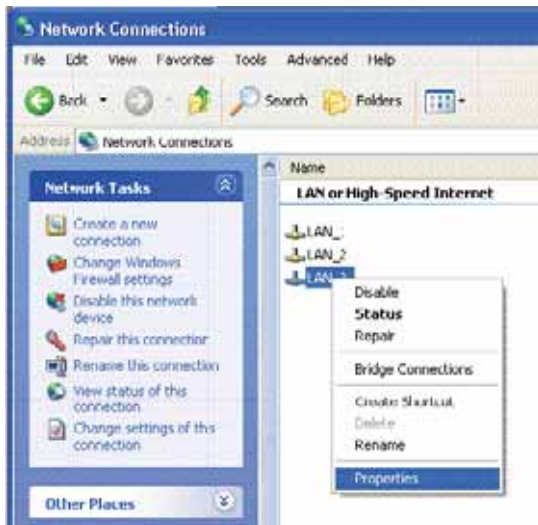 Network Connections
File Edit View Favorites Tools Advanced Help
Back Search Folders
Address Network Connections
Name
Network Tasks
LAN or High-Speed Internet
Create a new
connection
Change Windows
Firewall settings
Disable this network
device
Repair this connection
Rename this connection
View status of this
connection
Change settings of this
connection
Other Places
LAN_2
Disable
Status
Repair
Bridge Connections
Create Shortcut
Delete
Rename
Properties